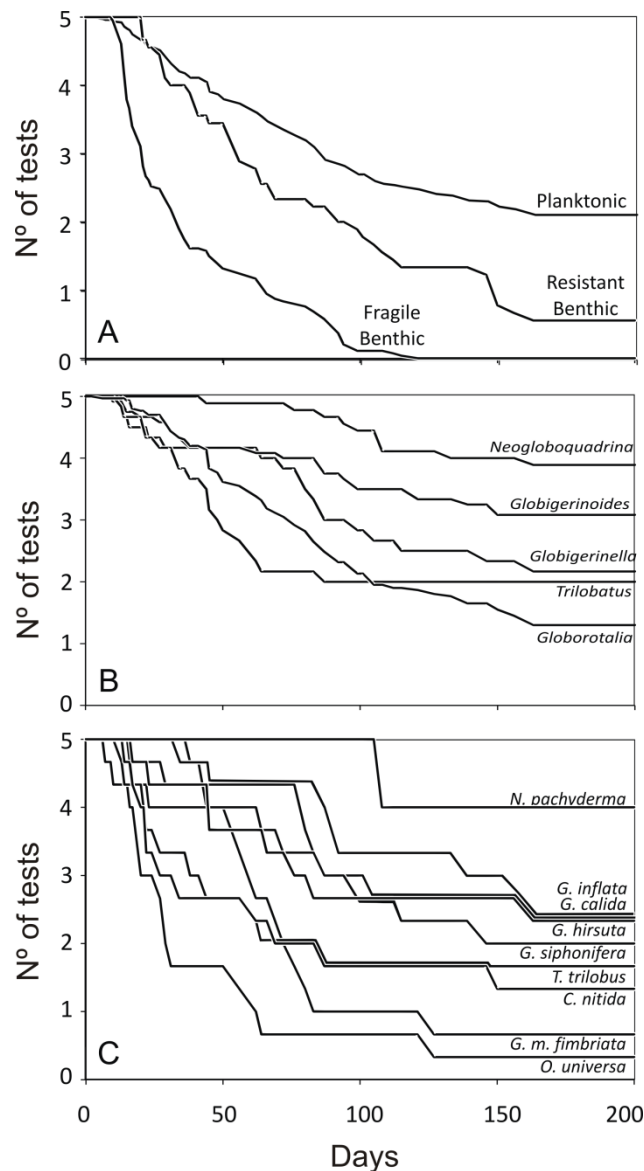 5
4
3
2
1
0
Nº of tests
A
Planktonic
Resistant
Benthic
Fragile
Benthic
5
4
3
2
1
0
Nº of tests
B
Neogloboquadrina
Globigerinoides
Globigerinella
Trilobatus
Globorotalia
5
4
3
2
1
0
Nº of tests
C
N. pachyderma
G. inflata
G. calida
G. hirsuta
G. siphonifera
T. trilobus
C. nitida
G. m. fimbriata
O. universa
0 50 100 150 200
Days